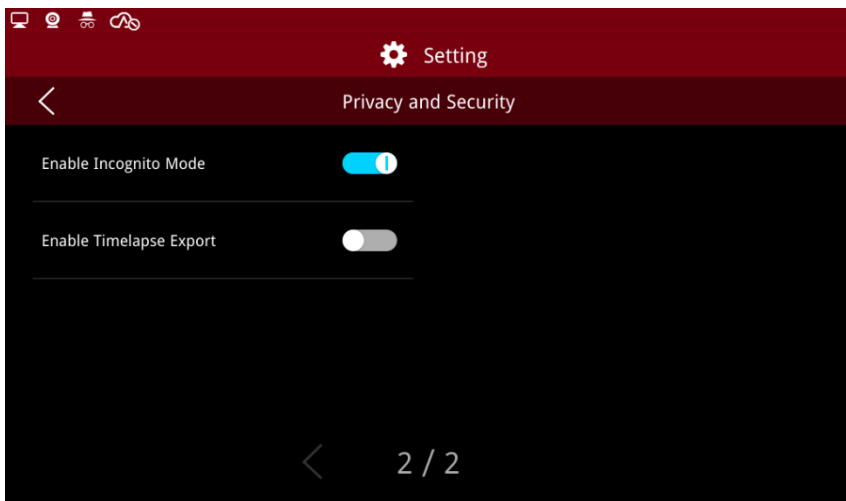 Setting
Privacy and Security
Enable Incognito Mode
Enable Timelapse Export
2 / 2